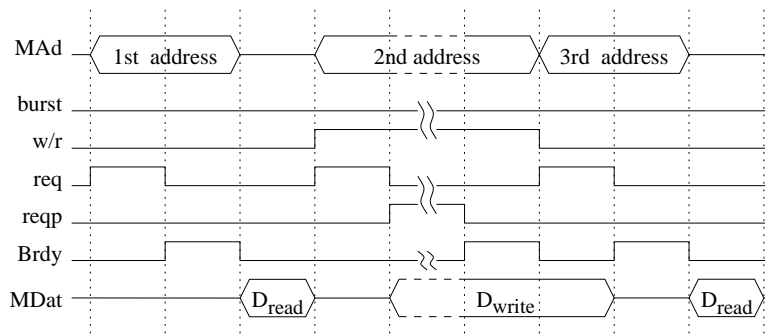 MAd 1st address 2nd address 3rd address
burst
w/r
req
reqp
Brdy
MDat Dread Dwrite Dread